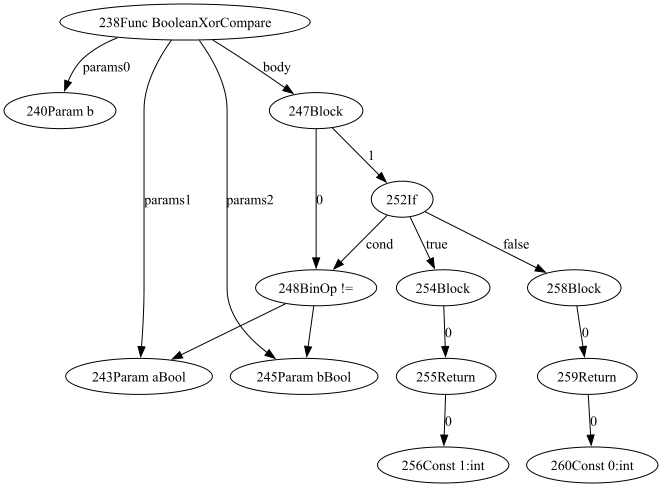 238Func BooleanXorCompare
params0
body
240Param b
247Block
1
params1
params2
0
252If
cond
true
false
248BinOp !=
254Block
258Block
0
0
243Param aBool
245Param bBool
255Return
259Return
0
0
256Const 1:int
260Const 0:int